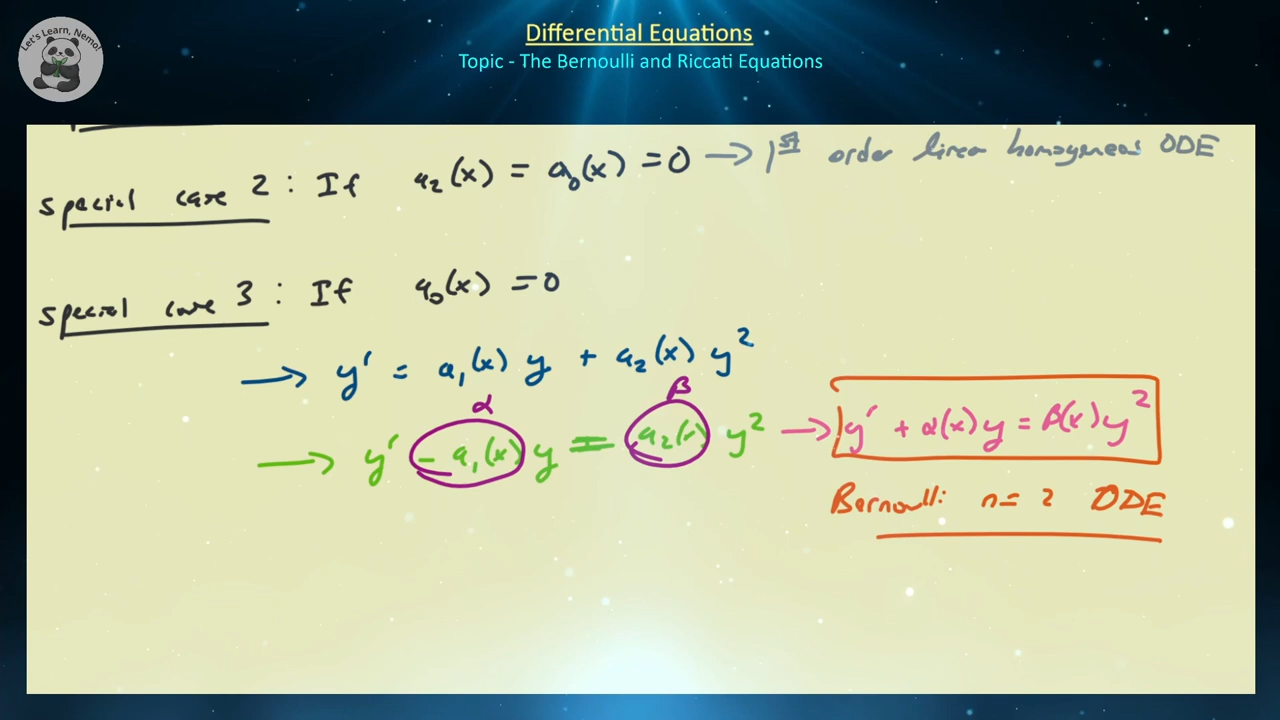 Let's Learn, Nemo!
Differential Equations
Topic - The Bernoulli and Riccati Equations
special case 2 : If a₂(x) = a₀(x) = 0 → 1st order linear homogeneous ODE
special case 3 : If a₀(x) = 0
→ y' = a₁(x) y + a₂(x) y²
α β
→ y' - a₁(x) y = a₂(x) y² → y' + α(x) y = β(x) y²
Bernoulli n = 2 ODE